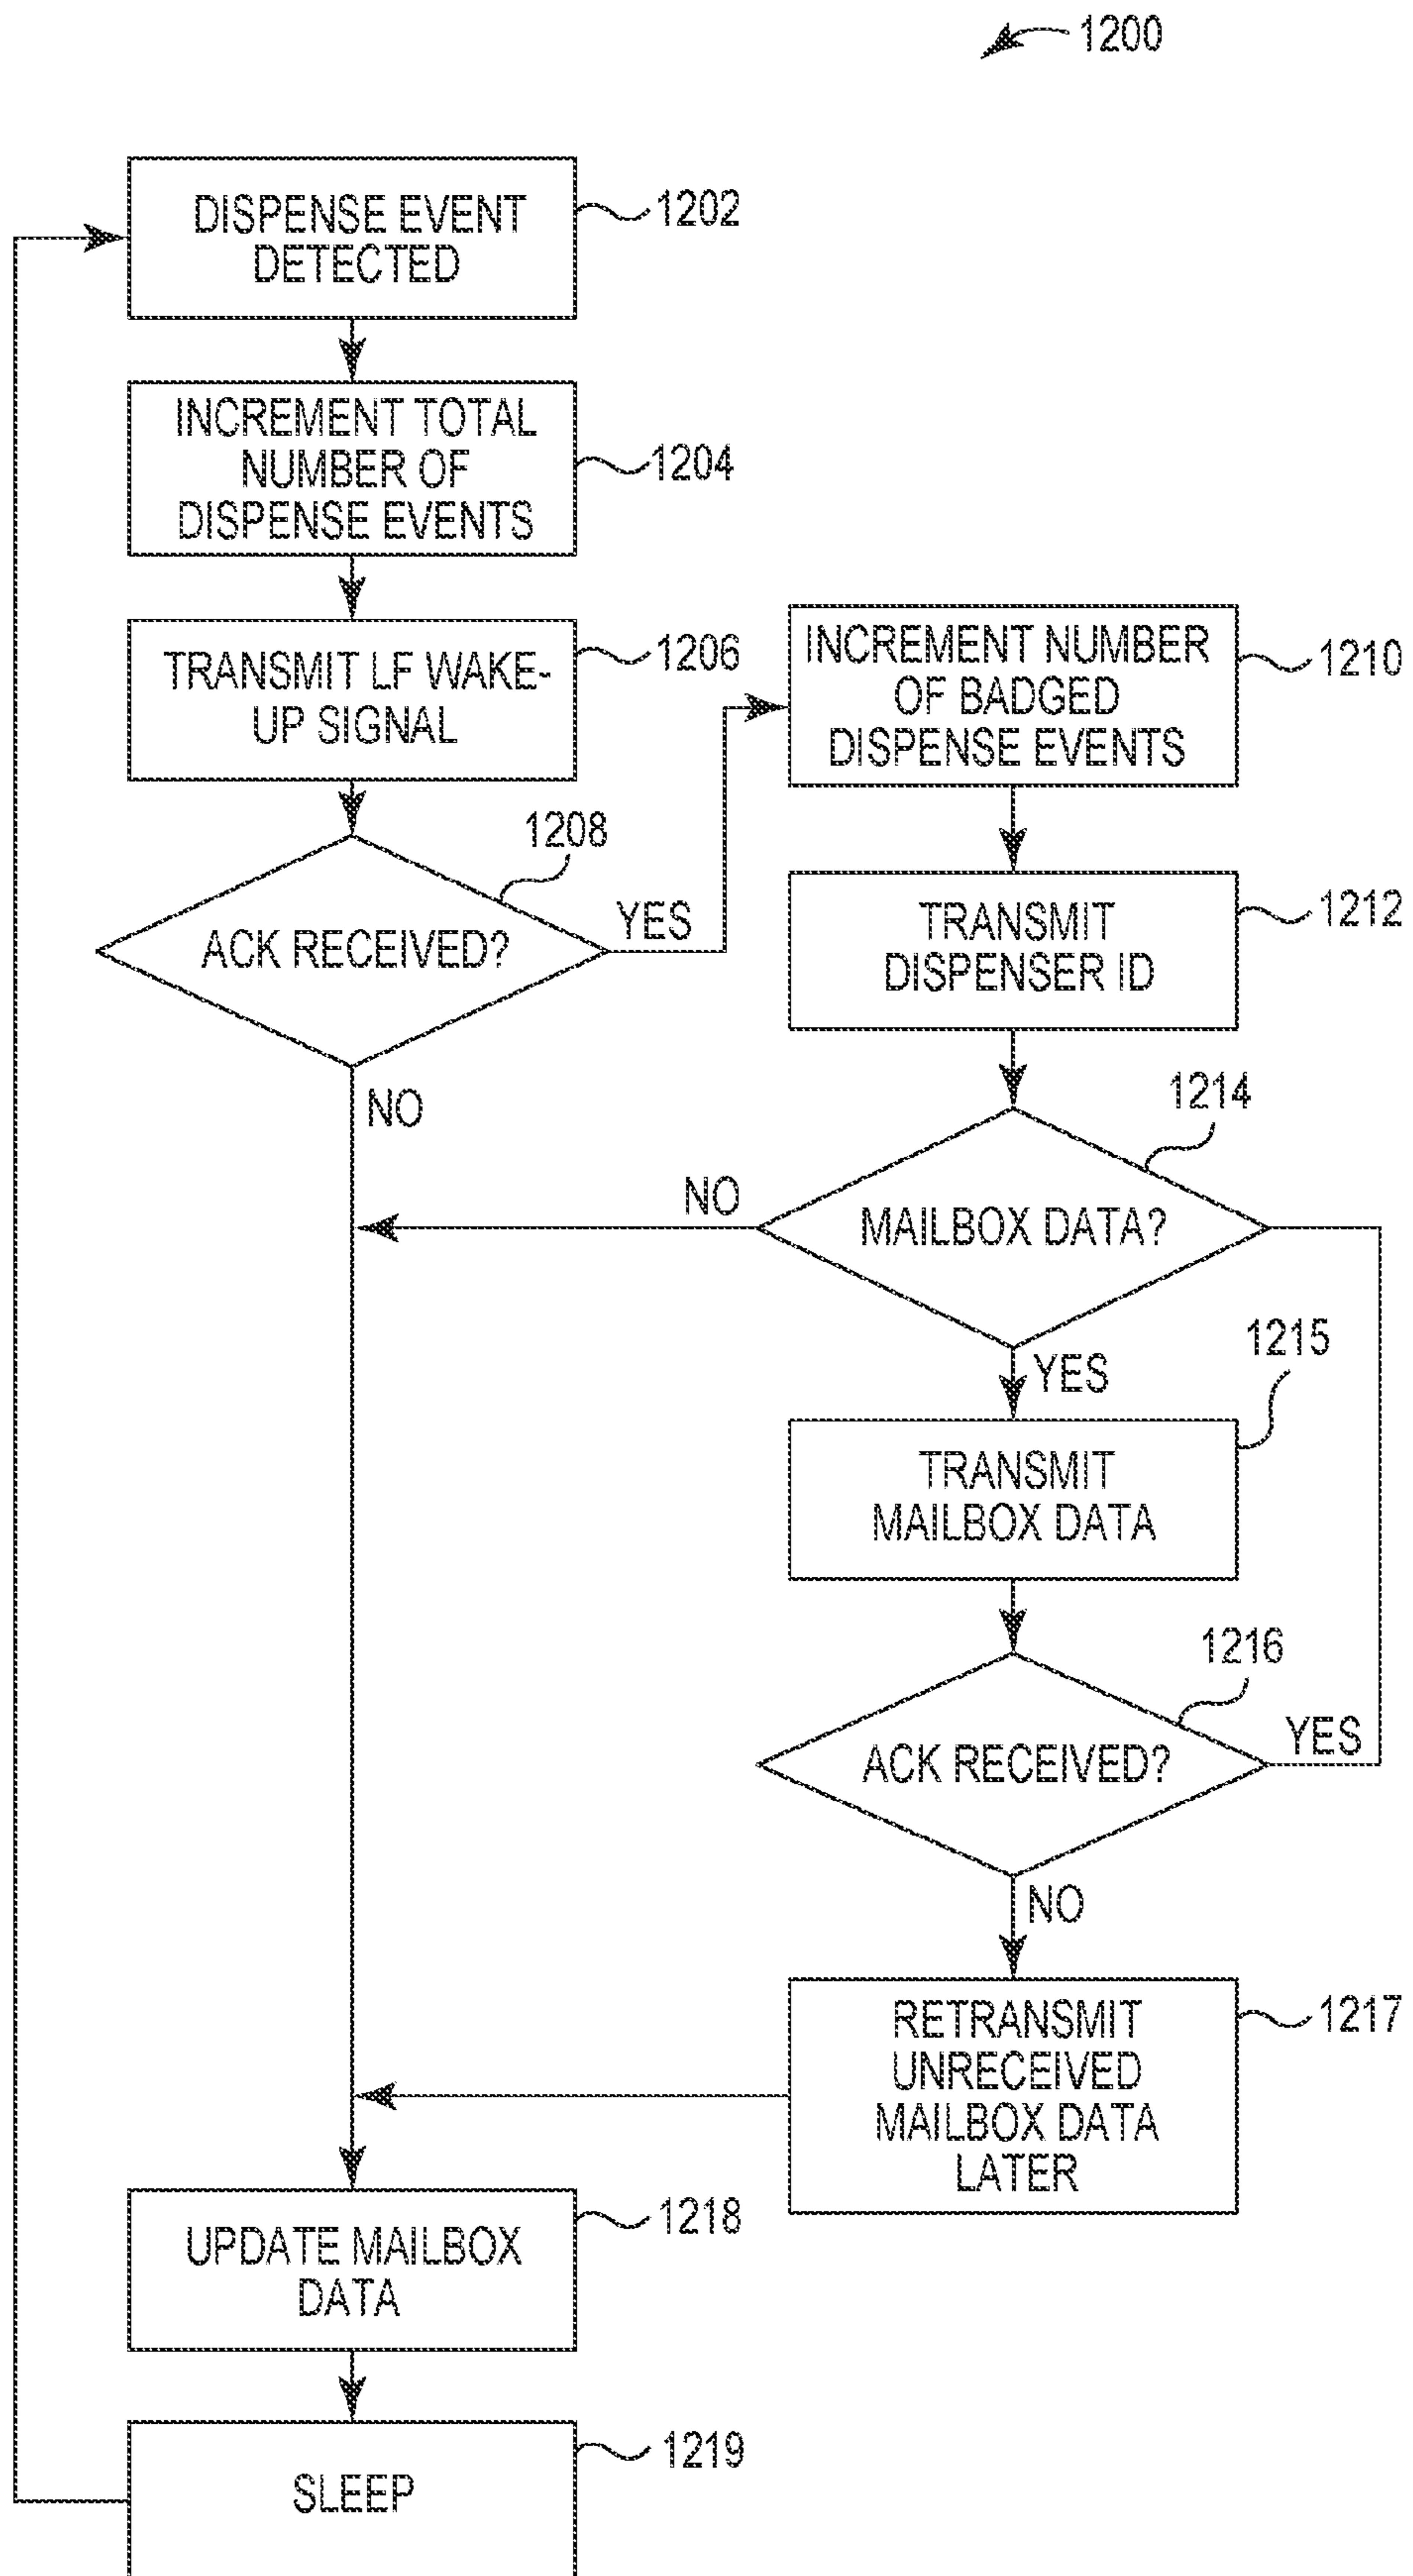 1200
DISPENSE EVENT
DETECTED
1202
INCREMENT TOTAL
NUMBER OF
DISPENSE EVENTS
1204
TRANSMIT LF WAKE-
UP SIGNAL
1206
ACK RECEIVED?
1208
YES
NO
INCREMENT NUMBER
OF BADGED
DISPENSE EVENTS
1210
TRANSMIT
DISPENSER ID
1212
MAILBOX DATA?
1214
NO
YES
TRANSMIT
MAILBOX DATA
1215
ACK RECEIVED?
1216
YES
NO
RETRANSMIT
UNRECEIVED
MAILBOX DATA
LATER
1217
UPDATE MAILBOX
DATA
1218
SLEEP
1219